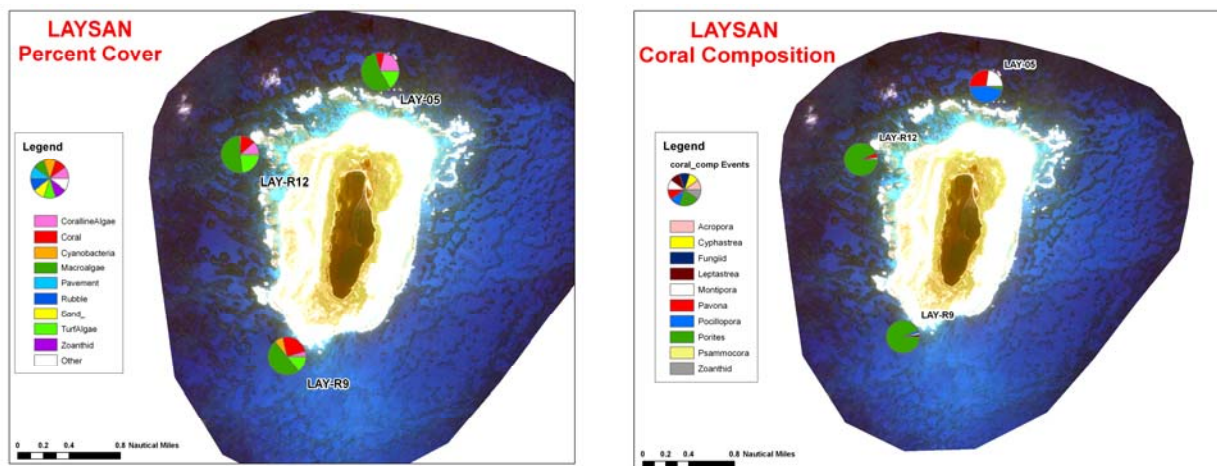 LAYSAN
Percent Cover
LAY-05
LAY-R12
LAY-R9
Legend
CorallineAlgae
Coral
Cyanobacteria
Macroalgae
Pavement
Rubble
Sand_
TurfAlgae
Zoanthid
Other
0 0.2 0.4 0.8 Nautical Miles
LAYSAN
Coral Composition
LAY-05
LAY-R12
LAY-R9
Legend
coral_comp Events
Acropora
Cyphastrea
Fungiid
Leptastrea
Montipora
Pavona
Pocillopora
Porites
Psammocora
Zoanthid
0 0.2 0.4 0.8 Nautical Miles